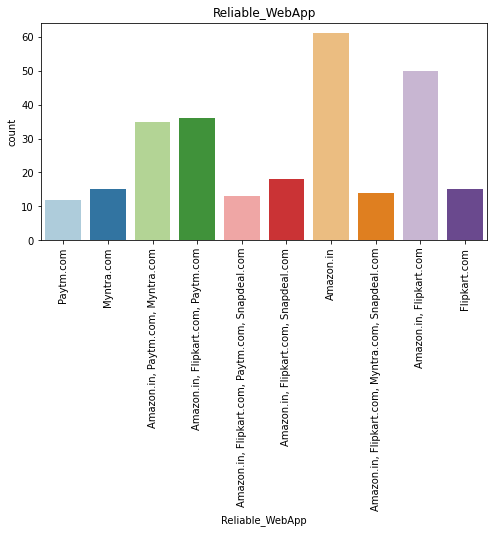 Reliable_WebApp
60
50
40
30
20
10
0
count
Paytm.com
Myntra.com
Amazon.in, Paytm.com, Myntra.com
Amazon.in, Flipkart.com, Paytm.com
Amazon.in, Flipkart.com, Paytm.com, Snapdeal.com
Amazon.in, Flipkart.com, Snapdeal.com
Amazon.in
Amazon.in, Flipkart.com, Myntra.com, Snapdeal.com
Amazon.in, Flipkart.com
Flipkart.com
Reliable_WebApp